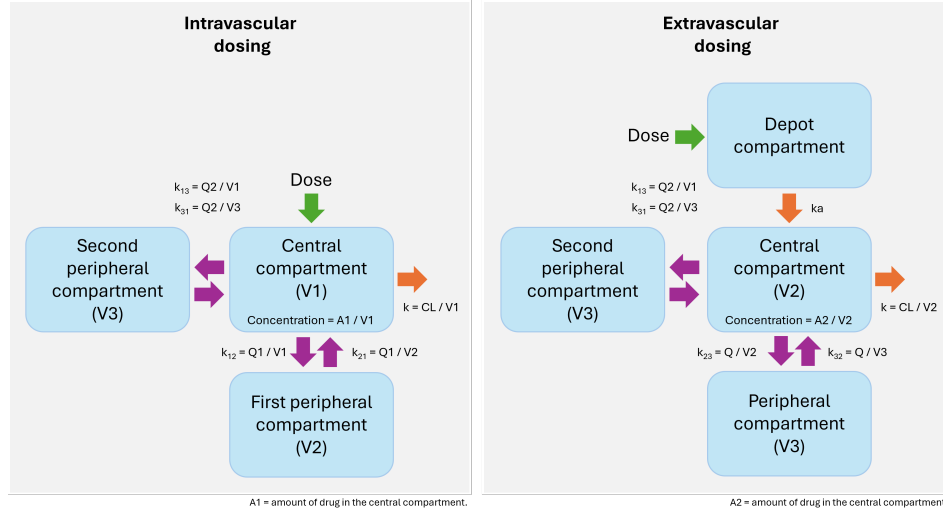 Intravascular
dosing
Dose
k13 = Q2 / V1
k31 = Q2 / V3
Second
peripheral
compartment
(V3)
Central
compartment
(V1)
Concentration = A1 / V1
k = CL / V1
k12 = Q1 / V1
k21 = Q1 / V2
First peripheral
compartment
(V2)
A1 = amount of drug in the central compartment.
Extravascular
dosing
Dose
Depot
compartment
k13 = Q2 / V1
k31 = Q2 / V3
ka
Second
peripheral
compartment
(V3)
Central
compartment
(V2)
Concentration = A2 / V2
k = CL / V2
k23 = Q / V2
k32 = Q / V3
Peripheral
compartment
(V3)
A2 = amount of drug in the central compartment